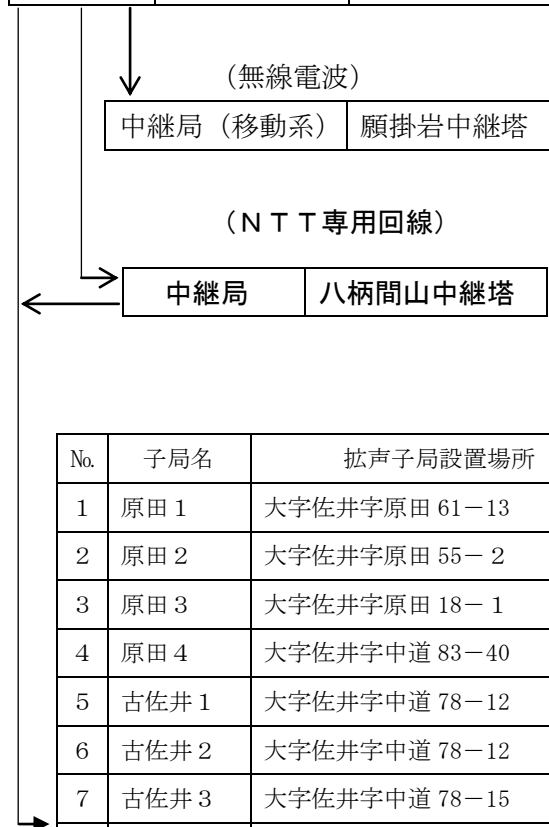 （無線電波）
中継局（移動系） 願掛岩中継塔
（ＮＴＴ専用回線）
中継局 八柄間山中継塔
№ 子局名 拡声子局設置場所
1 原田１ 大字佐井字原田 61－13
2 原田２ 大字佐井字原田 55－２
3 原田３ 大字佐井字原田 18－１
4 原田４ 大字佐井字中道 83－40
5 古佐井１ 大字佐井字中道 78－12
6 古佐井２ 大字佐井字中道 78－12
7 古佐井３ 大字佐井字中道 78－15